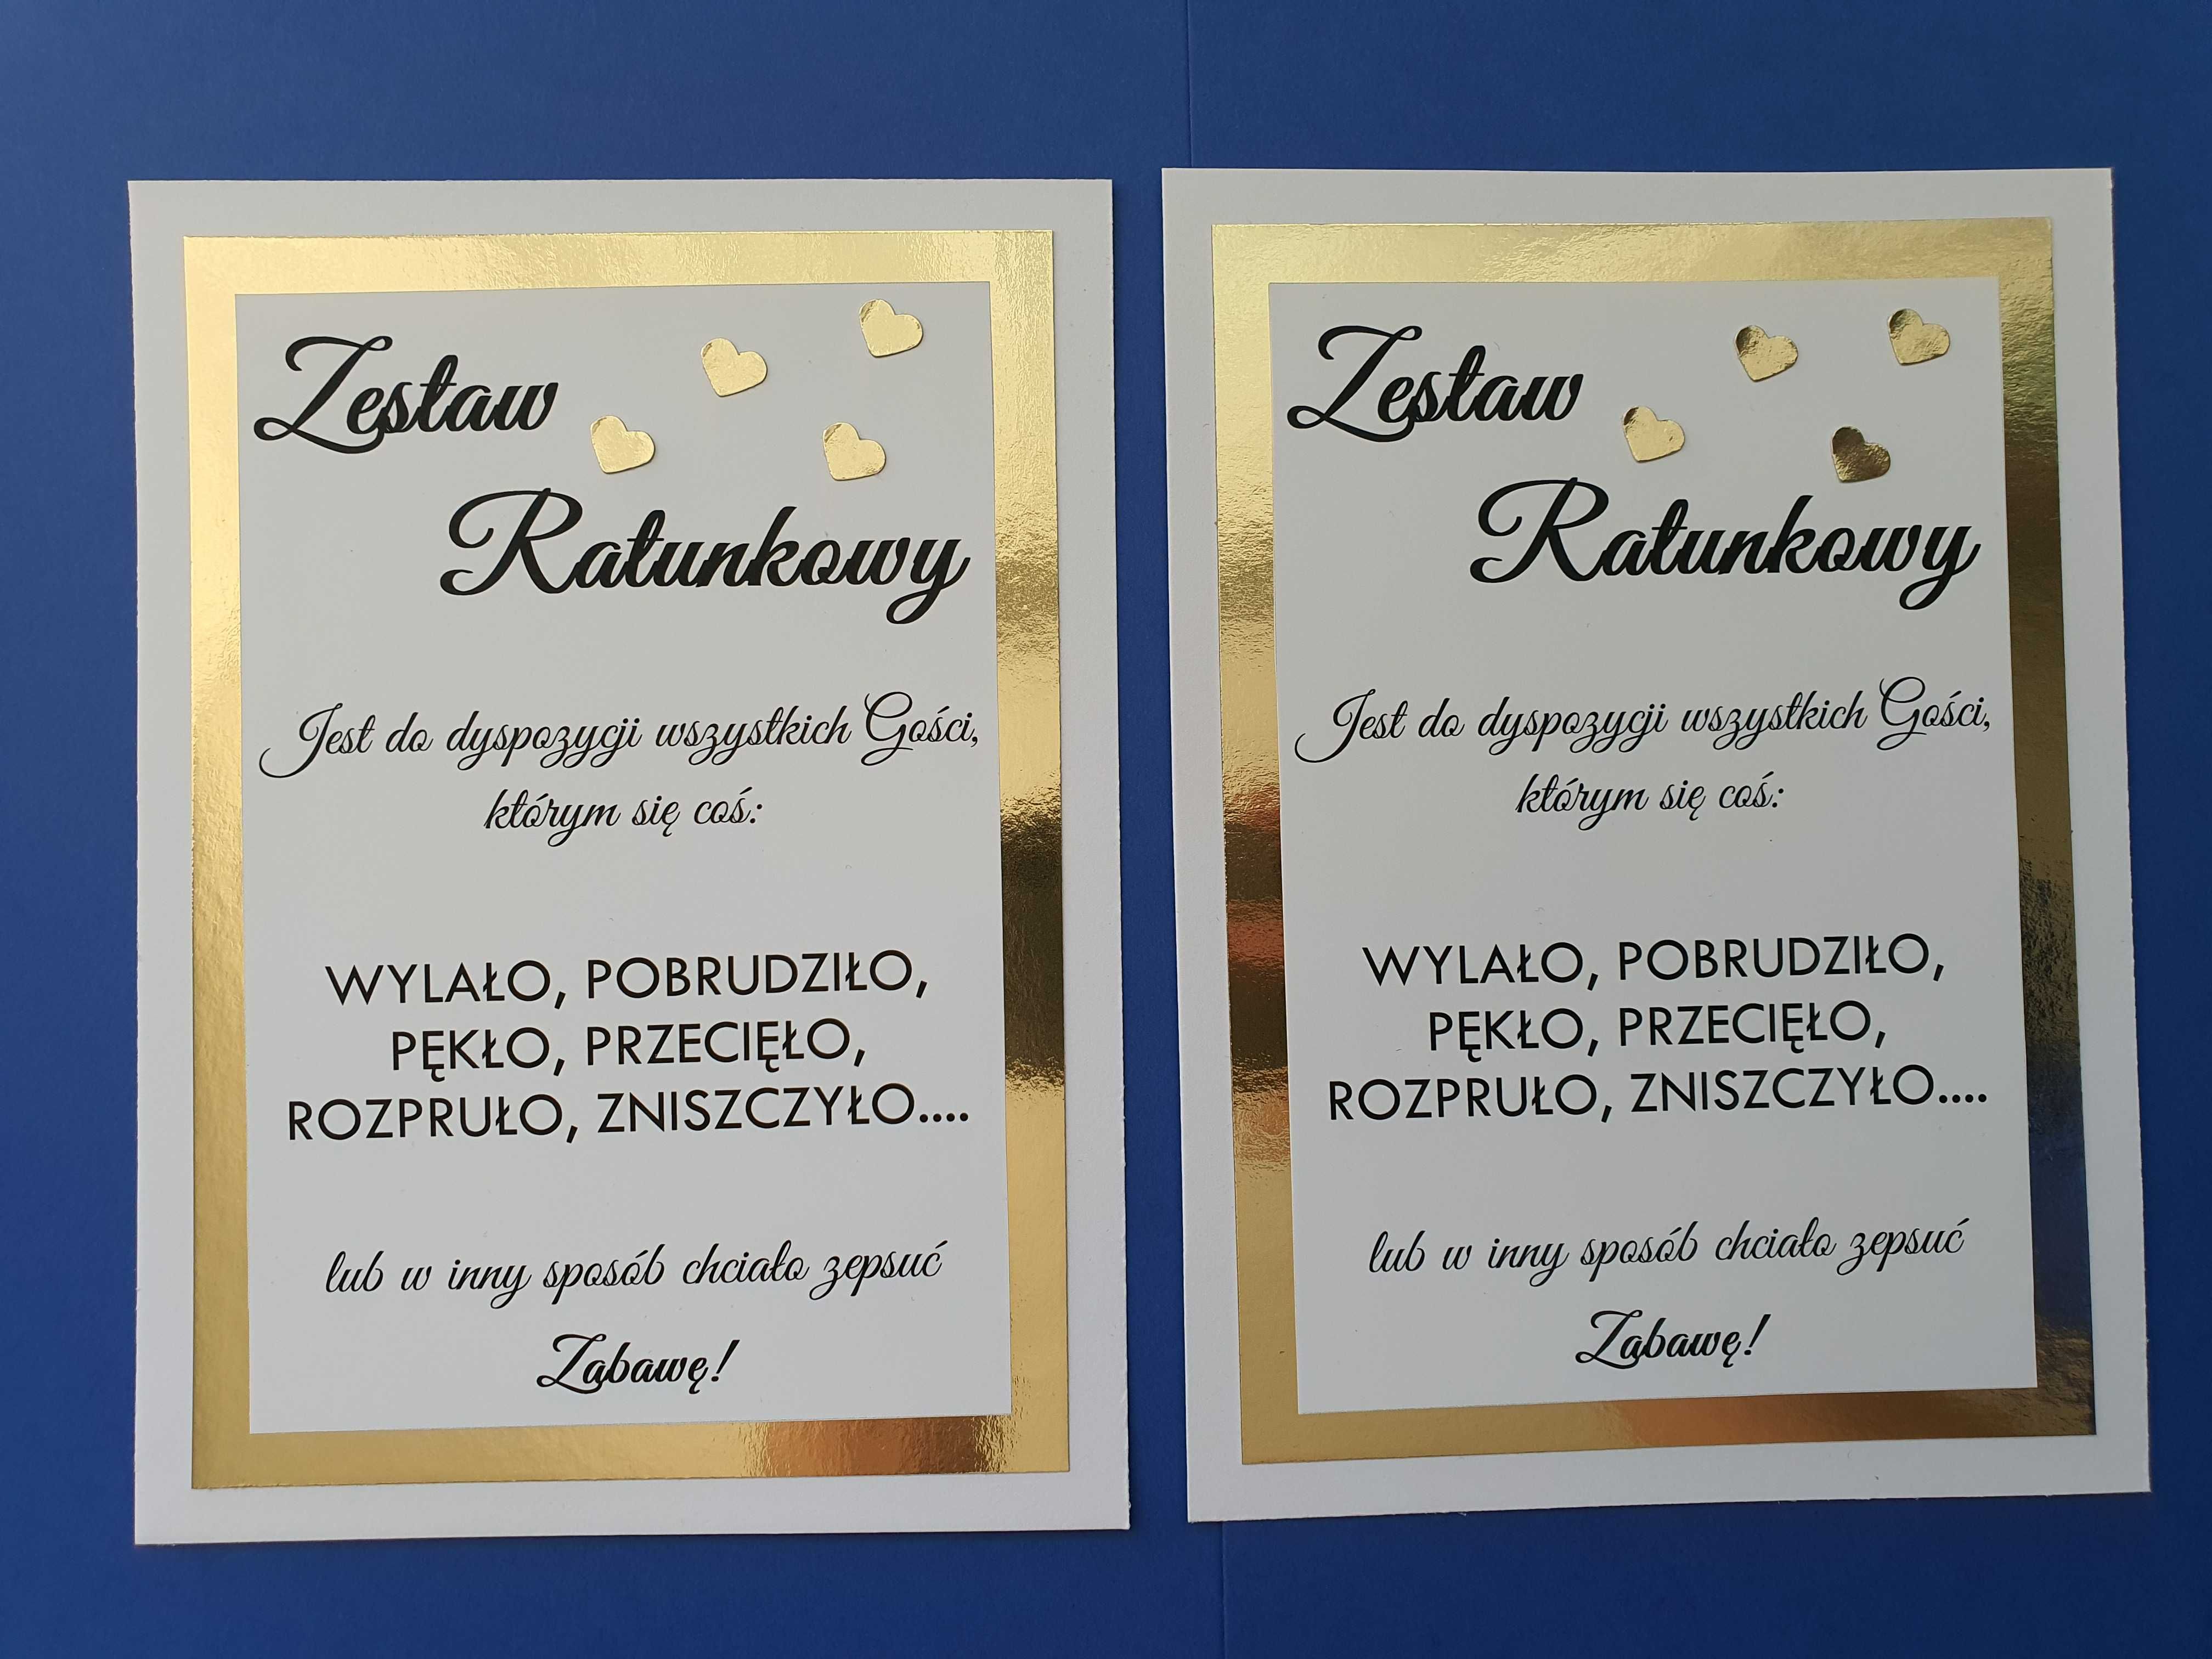 Zestaw
Ratunkowy
Jest do dyspozycji wszystkich Gości,
którym się coś:
WYLAŁO, POBRUDZIŁO,
PĘKŁO, PRZECIĘŁO,
ROZPRUŁO, ZNISZCZYŁO....
lub w inny sposób chciało zepsuć
Zabawę!
Zestaw
Ratunkowy
Jest do dyspozycji wszystkich Gości,
którym się coś:
WYLAŁO, POBRUDZIŁO,
PĘKŁO, PRZECIĘŁO,
ROZPRUŁO, ZNISZCZYŁO....
lub w inny sposób chciało zepsuć
Zabawę!